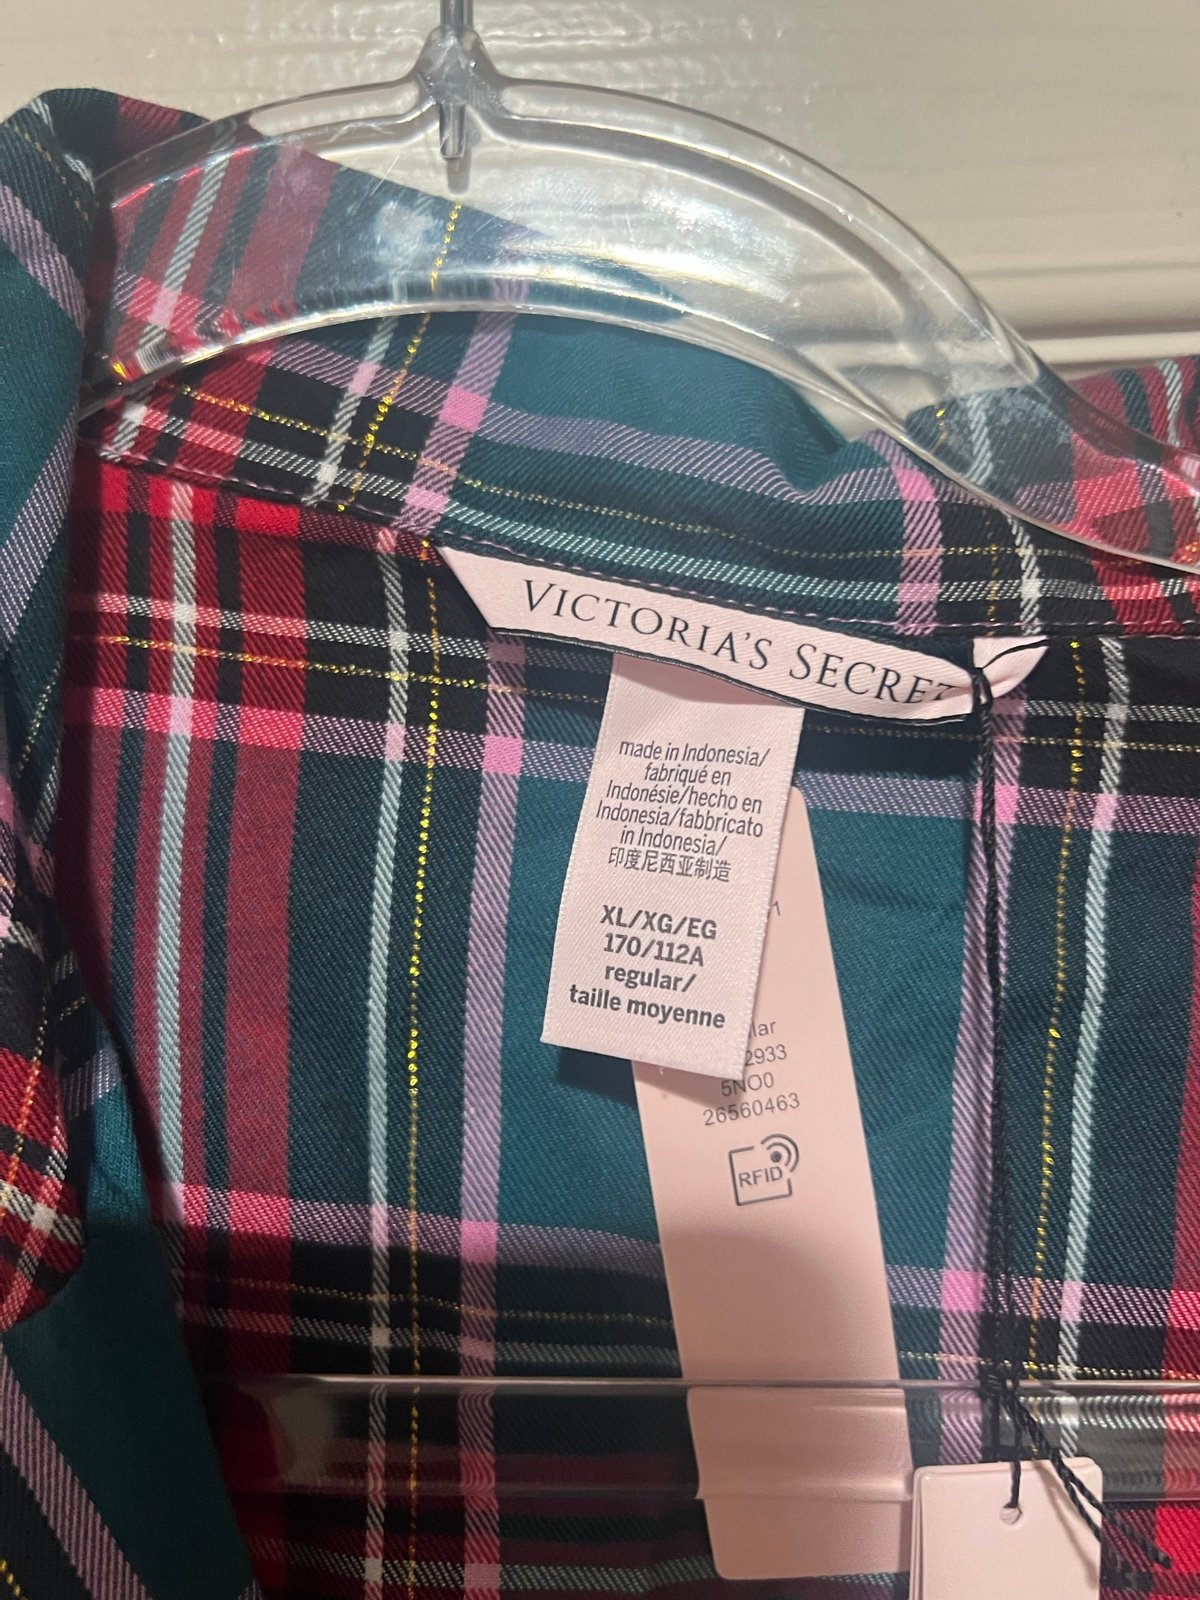 VICTORIA'S SECRET
made in Indonesia/
fabriqué en
Indonésie/hecho en
Indonesia/fabbricato
in Indonesia/
印度尼西亚制造
XL/XG/EG
170/112A
regular/
taille moyenne
2933
5NO0
26560463
RFID